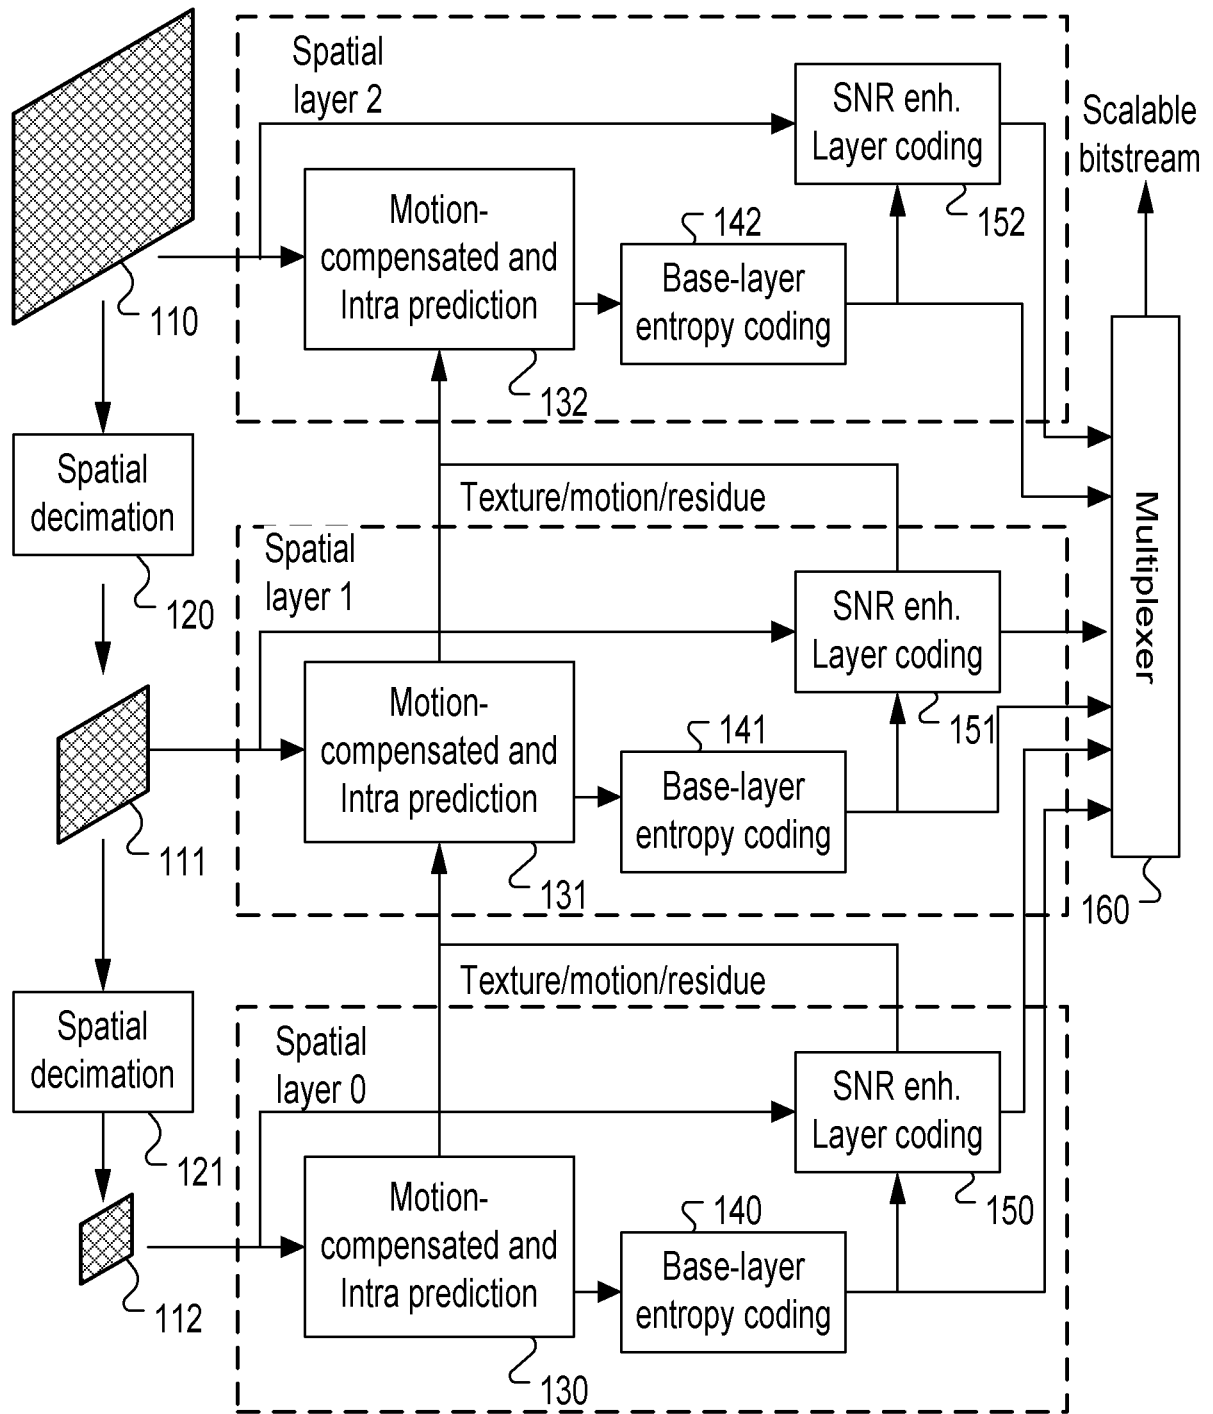 Spatial
layer 2
SNR enh.
Layer coding
152
Scalable
bitstream
Motion-
compensated and
Intra prediction
132
142
Base-layer
entropy coding
110
Spatial
decimation
120
Texture/motion/residue
Spatial
layer 1
SNR enh.
Layer coding
151
Multiplexer
160
Motion-
compensated and
Intra prediction
131
141
Base-layer
entropy coding
111
Texture/motion/residue
Spatial
decimation
121
Spatial
layer 0
SNR enh.
Layer coding
150
Motion-
compensated and
Intra prediction
130
140
Base-layer
entropy coding
112